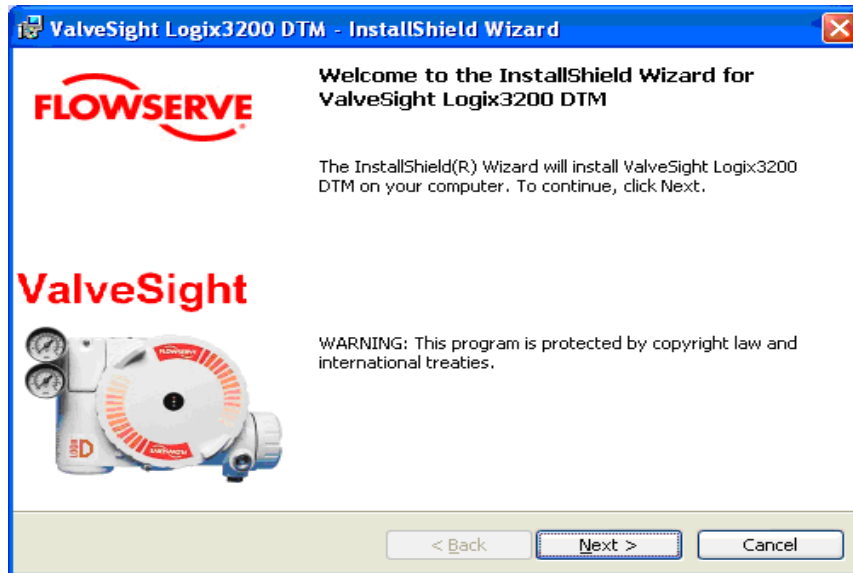 ValveSight Logix3200 DTM - InstallShield Wizard
FLOWSERVE
Welcome to the InstallShield Wizard for
ValveSight Logix3200 DTM
The InstallShield(R) Wizard will install ValveSight Logix3200
DTM on your computer. To continue, click Next.
ValveSight
FLOWSERVE
WARNING: This program is protected by copyright law and
international treaties.
< Back
Next >
Cancel